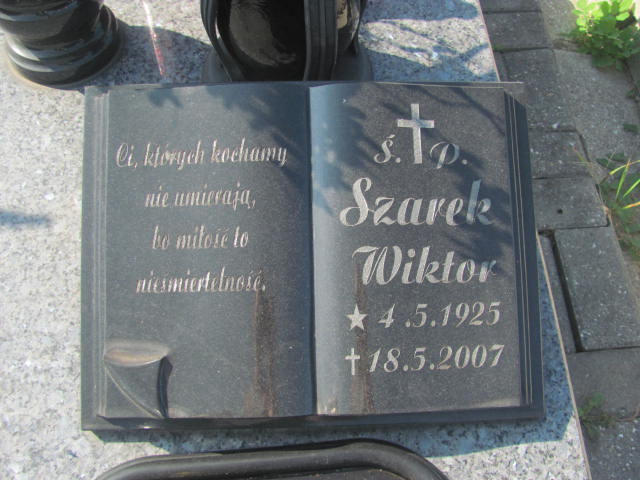 Ci, których kochamy
nie umierają,
bo miłość to
nieśmiertelność.
Ś. P.
Szarek
Wiktor
4.5.1925
18.5.2007